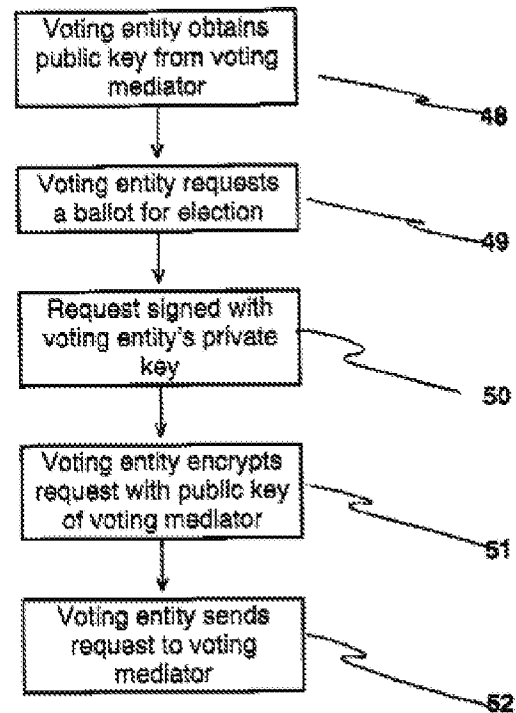 Voting entity obtains
public key from voting
mediator
48
Voting entity requests
a ballot for election
49
Request signed with
voting entity's private
key
50
Voting entity encrypts
request with public key
of voting mediator
51
Voting entity sends
request to voting
mediator
52